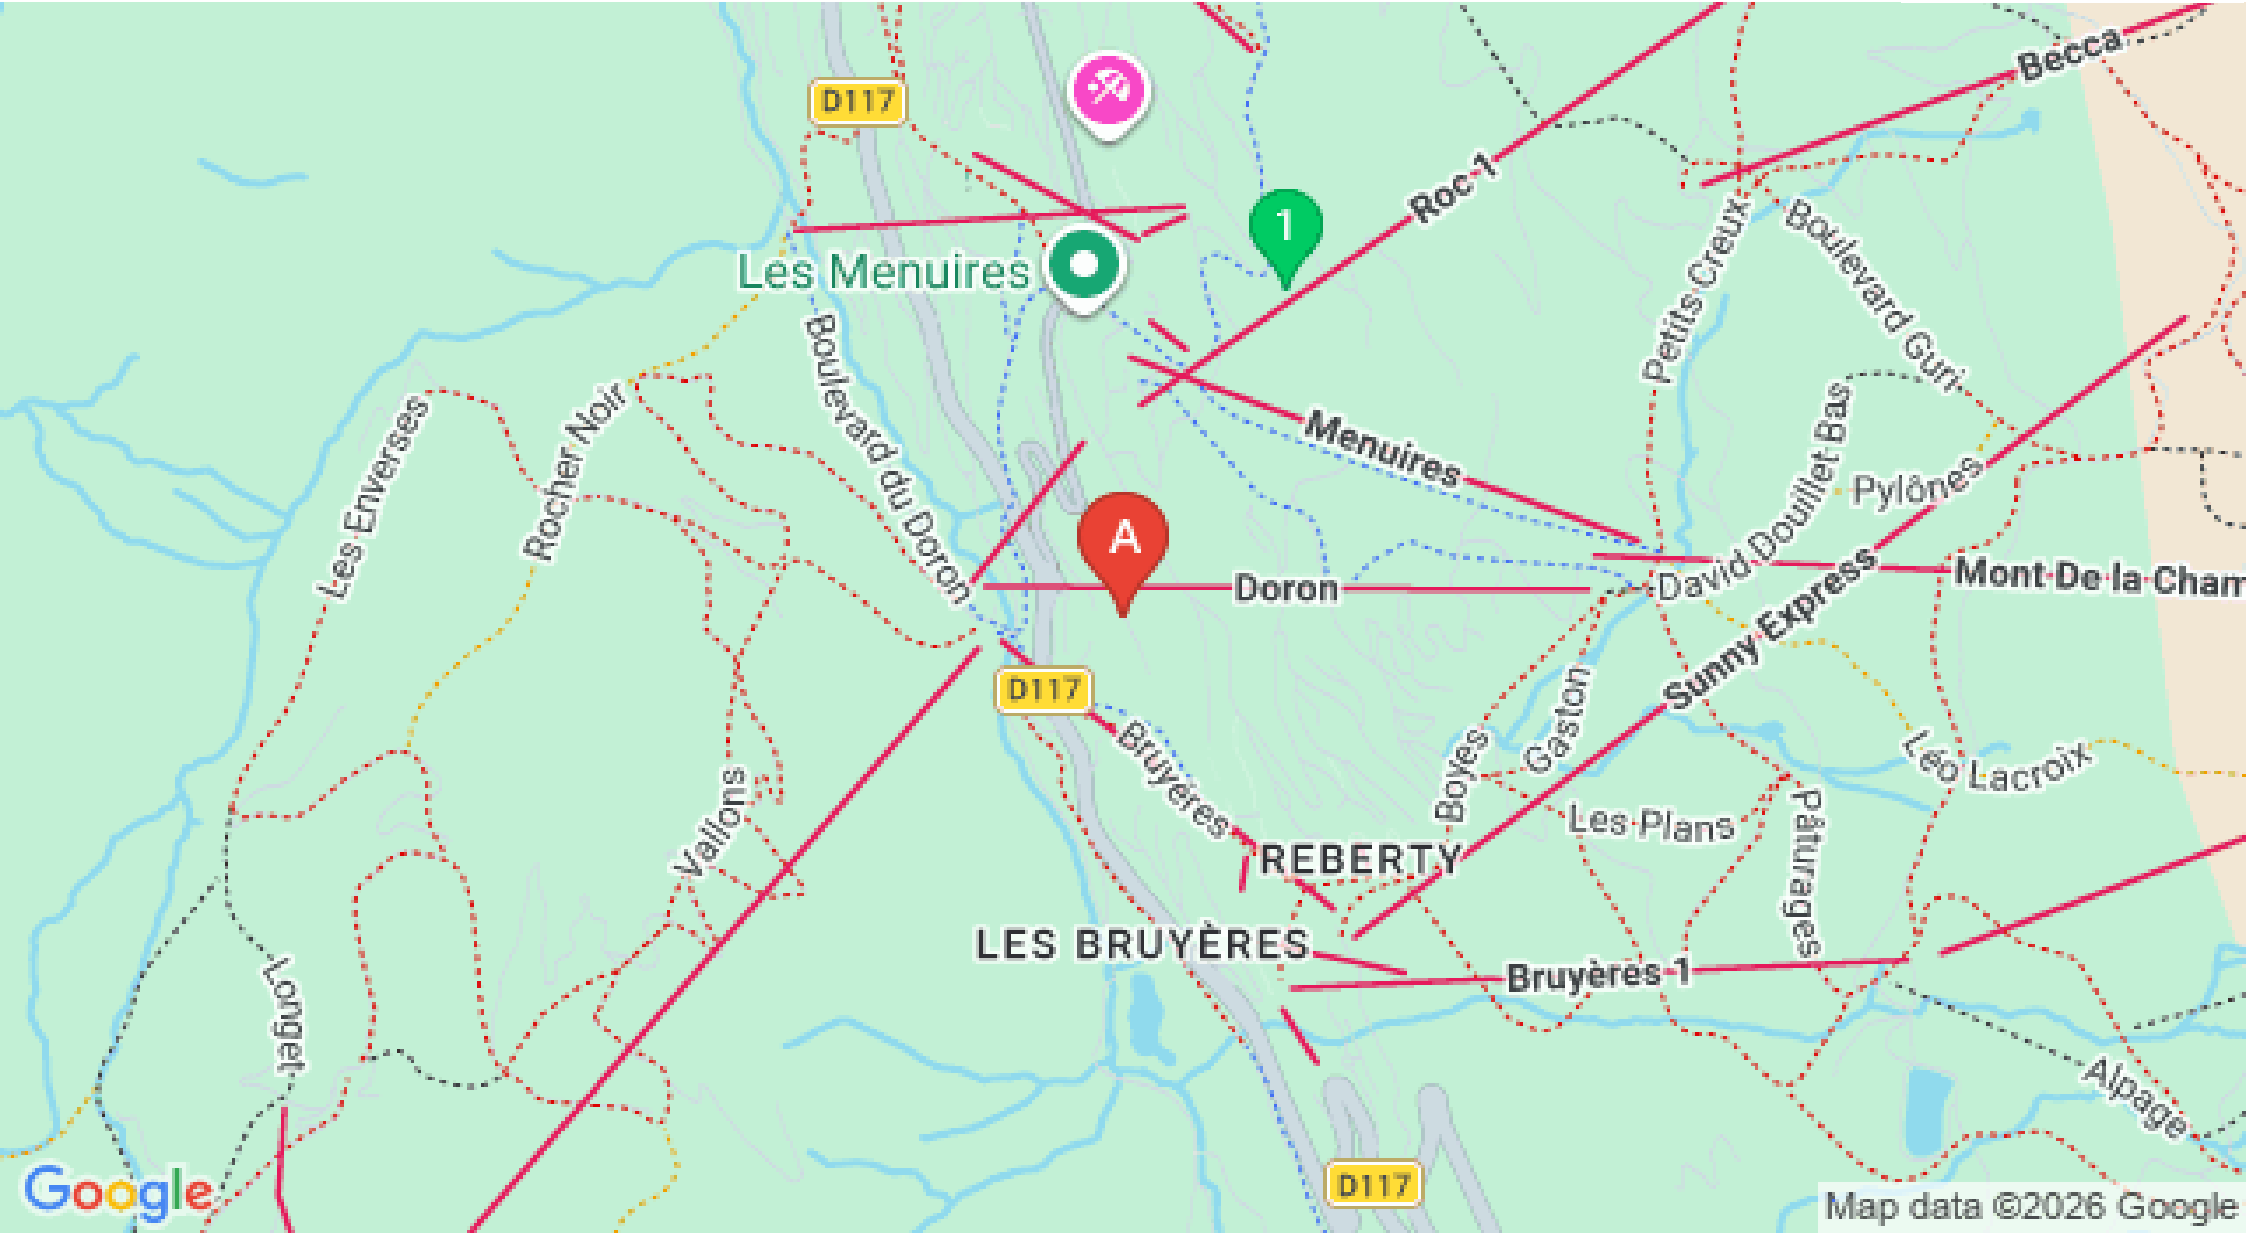 Becca
D117
Roc 1
1
Les Menuires
Petits Creux
Boulevard Guri
Boulevard du Doron
Les Enverses
Rocher Noir
Menuires
David Douillet Bas
Pylônes
A
Doron
Mont De la Cham
Sunny Express
D117
Bruyères
Gaston
Boyes
Léo Lacroix
Vallons
Les Plans
Pâturages
REBERTY
LES BRUYÈRES
Bruyères 1
Longet
Alpage
D117
Google
Map data ©2026 Google